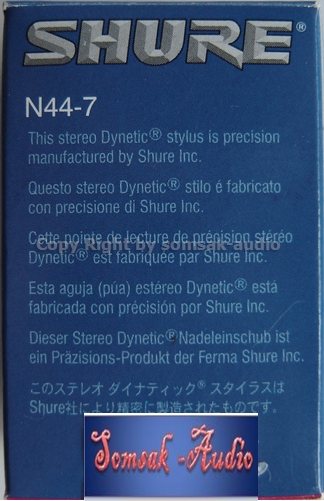 SHURE®
N44-7
This stereo Dynetic® stylus is precision
manufactured by Shure Inc.
Questo stereo Dynetic® stilo é fabricato
con precisione di Shure Inc.
Cette pointe de lecture de précision stéréo
Dynetic® est fabriquée par Shure Inc.
Copy Right by somsak-audio
Esta aguja (púa) estéreo Dynetic® está
fabricada con précisión por Shure Inc.
Dieser Stereo Dynetic® Nadeleinschub ist
ein Präzisions-Produkt der Ferma Shure Inc.
このステレオ ダイナティック® スタイラスは
Shure社により精密に製造されたものです。
Somsak -Audio